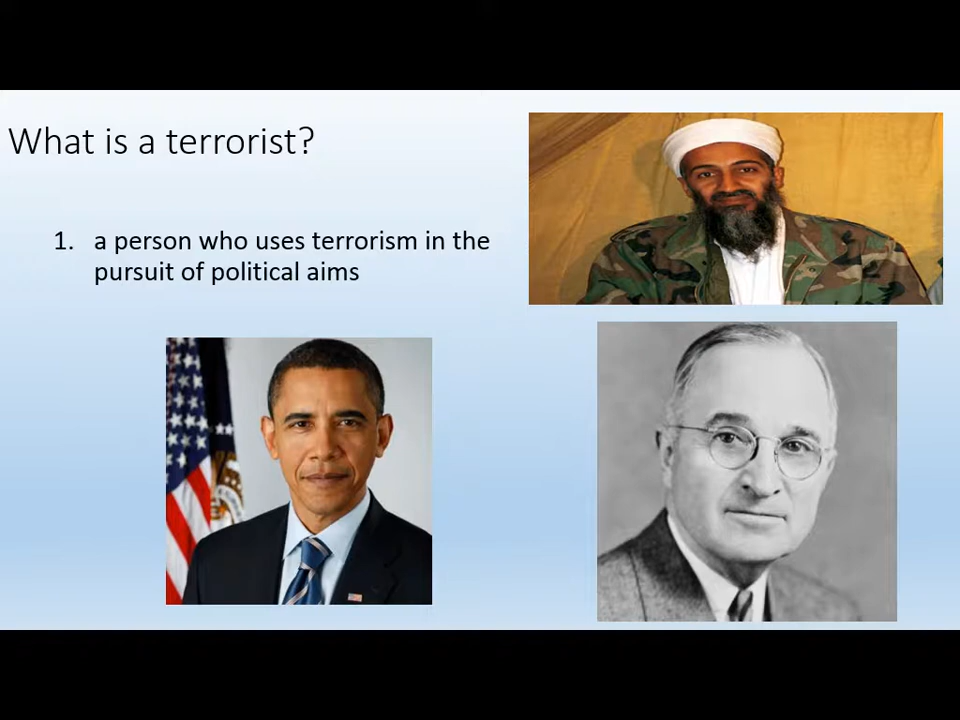 What is a terrorist?
1. a person who uses terrorism in the
pursuit of political aims